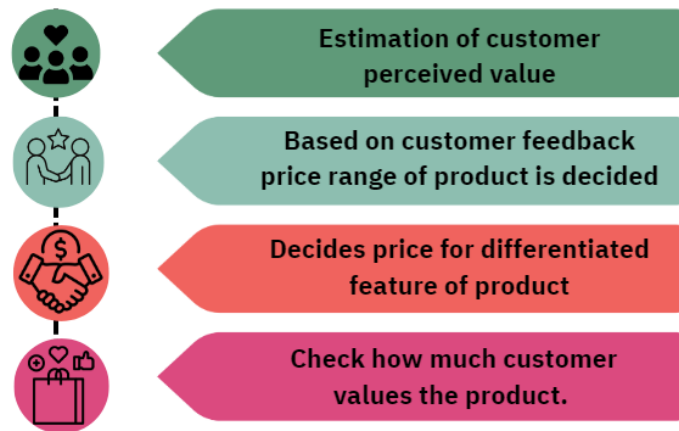 Estimation of customer
perceived value
Based on customer feedback
price range of product is decided
$
Decides price for differentiated
feature of product
Check how much customer
values the product.